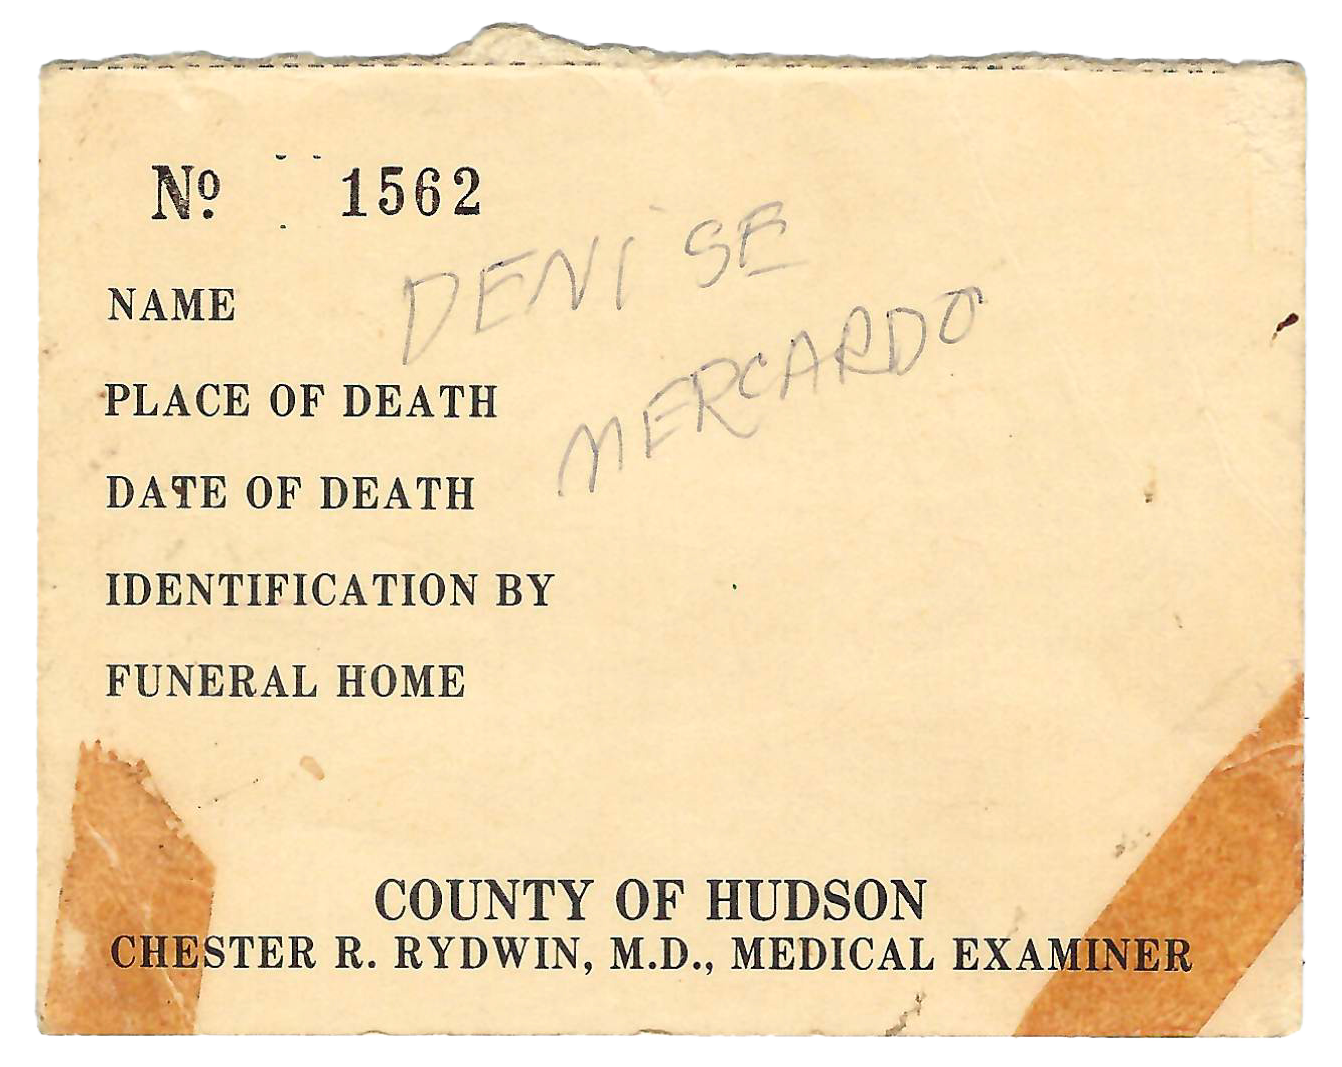 Nº 1562
NAME DENISE
MERCARDO
PLACE OF DEATH
DATE OF DEATH
IDENTIFICATION BY
FUNERAL HOME
COUNTY OF HUDSON
CHESTER R. RYDWIN, M.D., MEDICAL EXAMINER